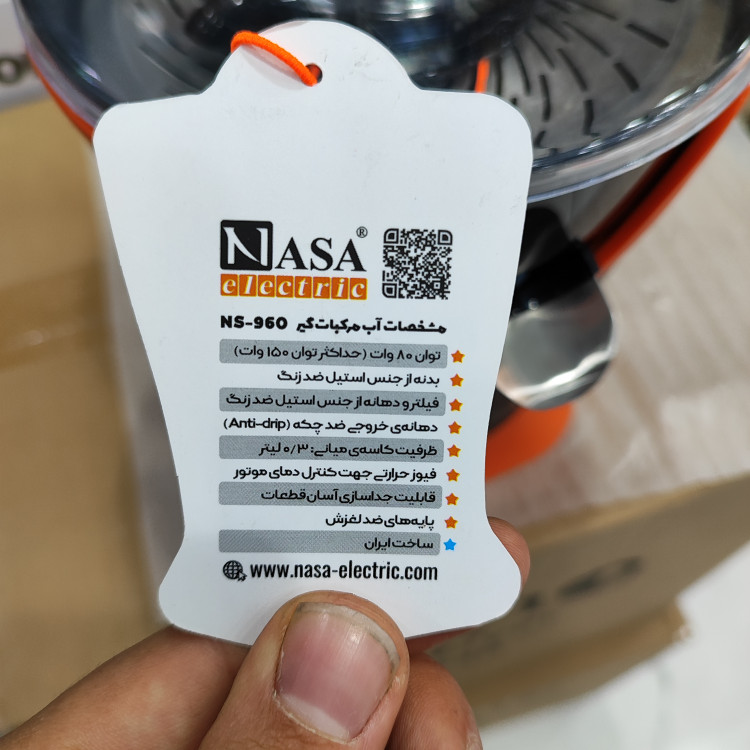 NASA®
electric
مشخصات آب مرکبات گیر NS-960
توان ۸۰ وات (حداکثر توان ۱۵۰ وات)
بدنه از جنس استیل ضد زنگ
فیلتر و دهانه از جنس استیل ضد زنگ
دهانه‌ی خروجی ضد چکه (Anti-drip)
ظرفیت کاسه‌ی میانی: ۰/۳ لیتر
فیوز حرارتی جهت کنترل دمای موتور
قابلیت جداسازی آسان قطعات
پایه‌های ضد لغزش
ساخت ایران
www.nasa-electric.com